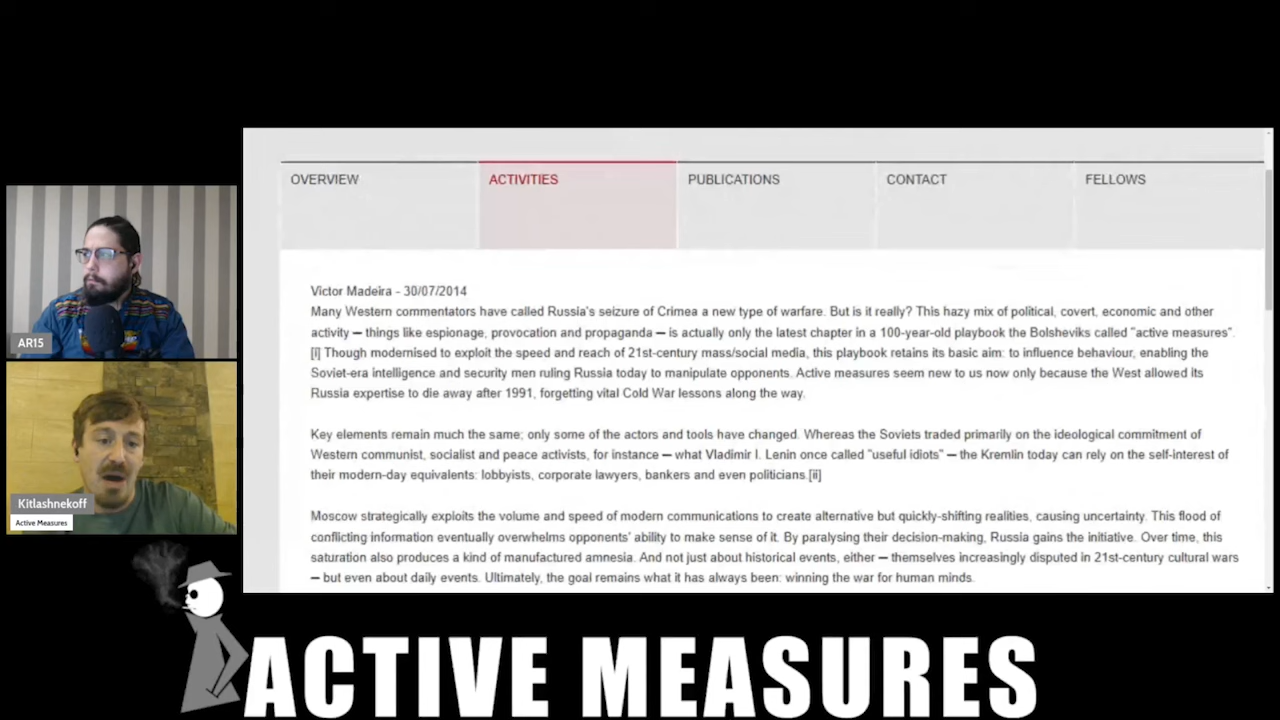 OVERVIEW
ACTIVITIES
PUBLICATIONS
CONTACT
FELLOWS
Victor Madeira - 30/07/2014
Many Western commentators have called Russia's seizure of Crimea a new type of warfare. But is it really? This hazy mix of political, covert, economic and other
activity — things like espionage, provocation and propaganda — is actually only the latest chapter in a 100-year-old playbook the Bolsheviks called "active measures".
[i] Though modernised to exploit the speed and reach of 21st-century mass/social media, this playbook retains its basic aim: to influence behaviour, enabling the
Soviet-era intelligence and security men ruling Russia today to manipulate opponents. Active measures seem new to us now only because the West allowed its
Russia expertise to die away after 1991, forgetting vital Cold War lessons along the way.
Key elements remain much the same; only some of the actors and tools have changed. Whereas the Soviets traded primarily on the ideological commitment of
Western communist, socialist and peace activists, for instance — what Vladimir I. Lenin once called "useful idiots" — the Kremlin today can rely on the self-interest of
their modern-day equivalents: lobbyists, corporate lawyers, bankers and even politicians.[ii]
Moscow strategically exploits the volume and speed of modern communications to create alternative but quickly-shifting realities, causing uncertainty. This flood of
conflicting information eventually overwhelms opponents' ability to make sense of it. By paralysing their decision-making, Russia gains the initiative. Over time, this
saturation also produces a kind of manufactured amnesia. And not just about historical events, either — themselves increasingly disputed in 21st-century cultural wars
— but even about daily events. Ultimately, the goal remains what it has always been: winning the war for human minds.
AR15
Kitlashnekoff
Active Measures
ACTIVE MEASURES